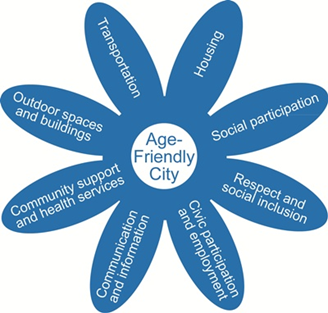 Age-
Friendly
City
Transportation
Housing
Social participation
Respect and
social inclusion
Civic participation
and employment
Communication
and information
Community support
and health services
Outdoor spaces
and buildings